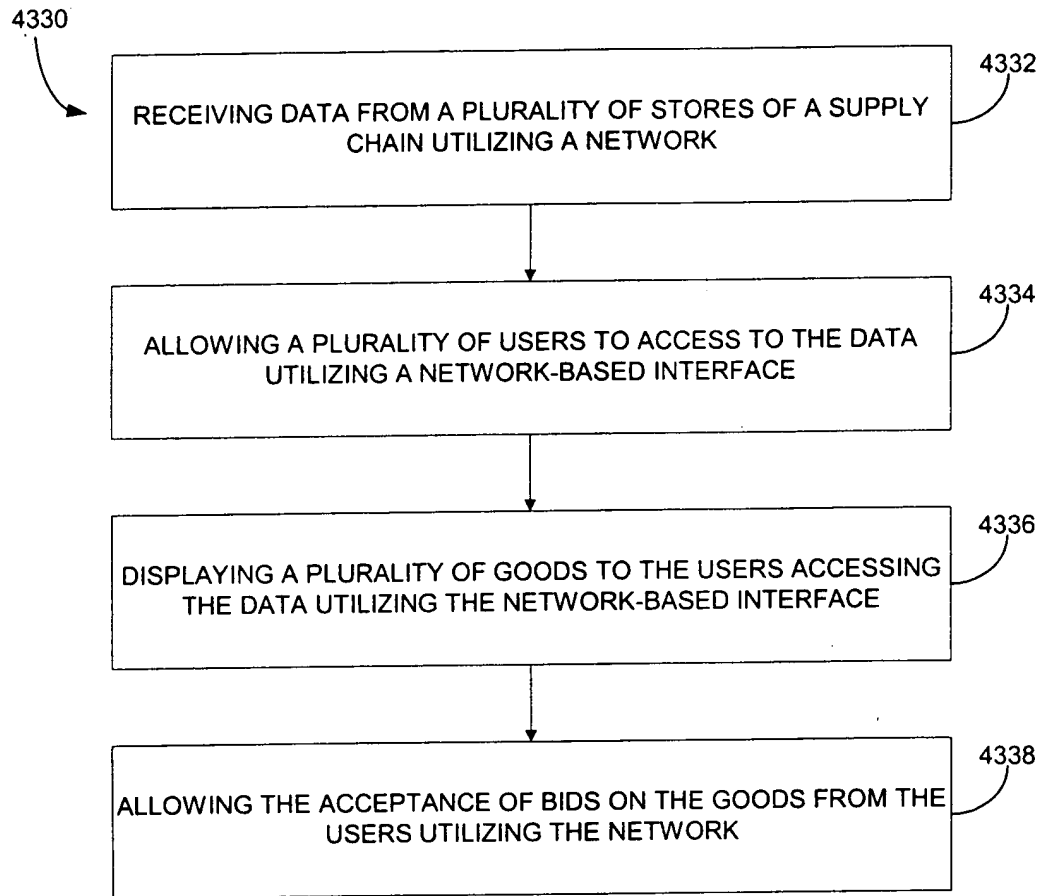 4330
4332
RECEIVING DATA FROM A PLURALITY OF STORES OF A SUPPLY
CHAIN UTILIZING A NETWORK
4334
ALLOWING A PLURALITY OF USERS TO ACCESS TO THE DATA
UTILIZING A NETWORK-BASED INTERFACE
4336
DISPLAYING A PLURALITY OF GOODS TO THE USERS ACCESSING
THE DATA UTILIZING THE NETWORK-BASED INTERFACE
4338
ALLOWING THE ACCEPTANCE OF BIDS ON THE GOODS FROM THE
USERS UTILIZING THE NETWORK